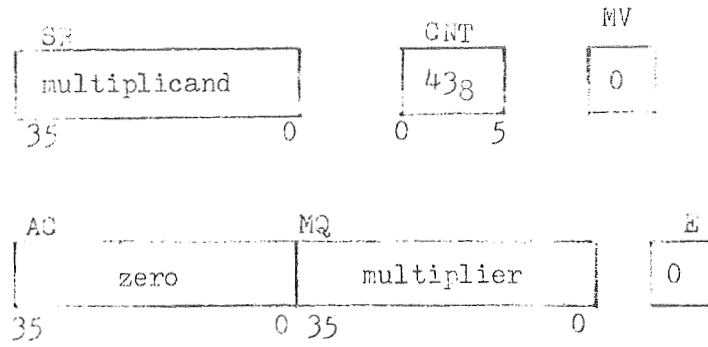 SR CNT MV
multiplicand 43₈ 0
35 0 0 5
AC MQ E
zero multiplier 0
35 0 35 0